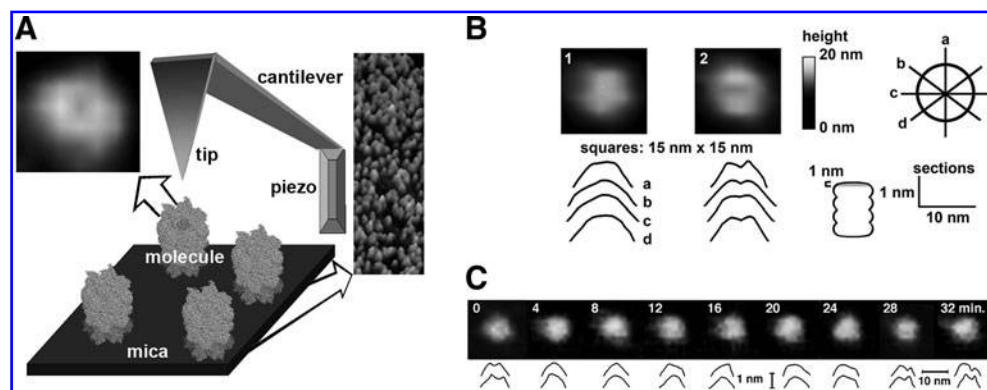 A
cantilever
tip
piezo
molecule
mica
B
1
2
height
20 nm
0 nm
a
b
c
d
squares: 15 nm x 15 nm
a
b
c
d
1 nm
sections
1 nm
10 nm
C
0 4 8 12 16 20 24 28 32 min.
1 nm
10 nm